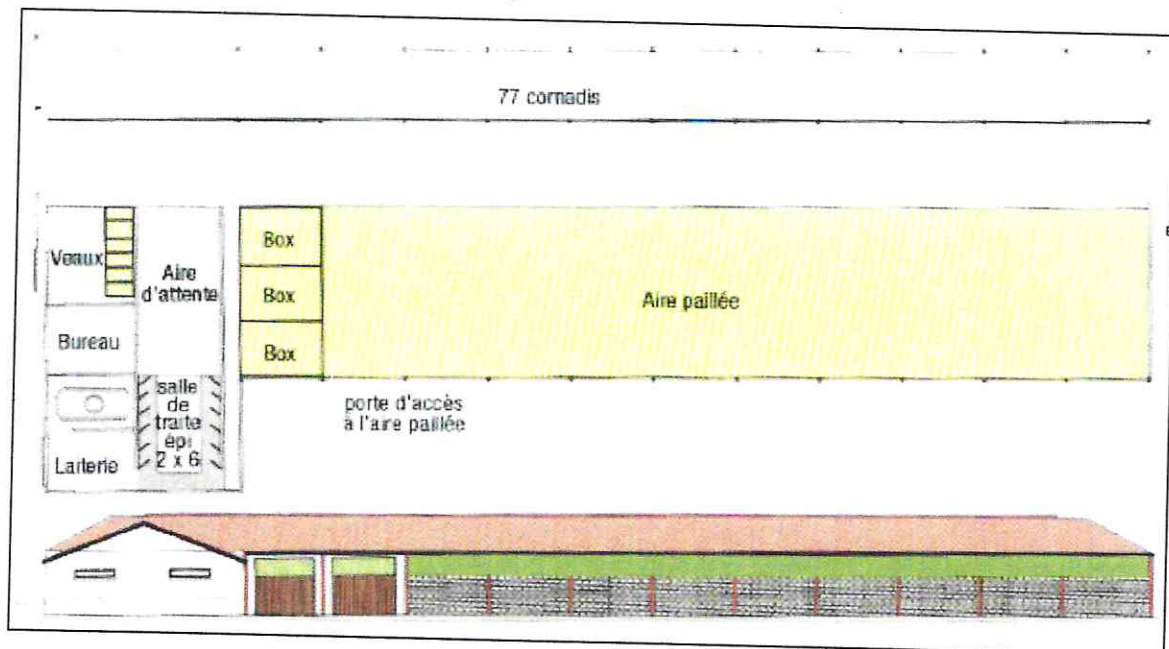 77 cornadis
Veaux
Aire
d'attente
Box
Box
Box
Aire paillée
Bureau
salle
de
traite
épi
2 x 6
Laiterie
porte d'accès
à l'aire paillée